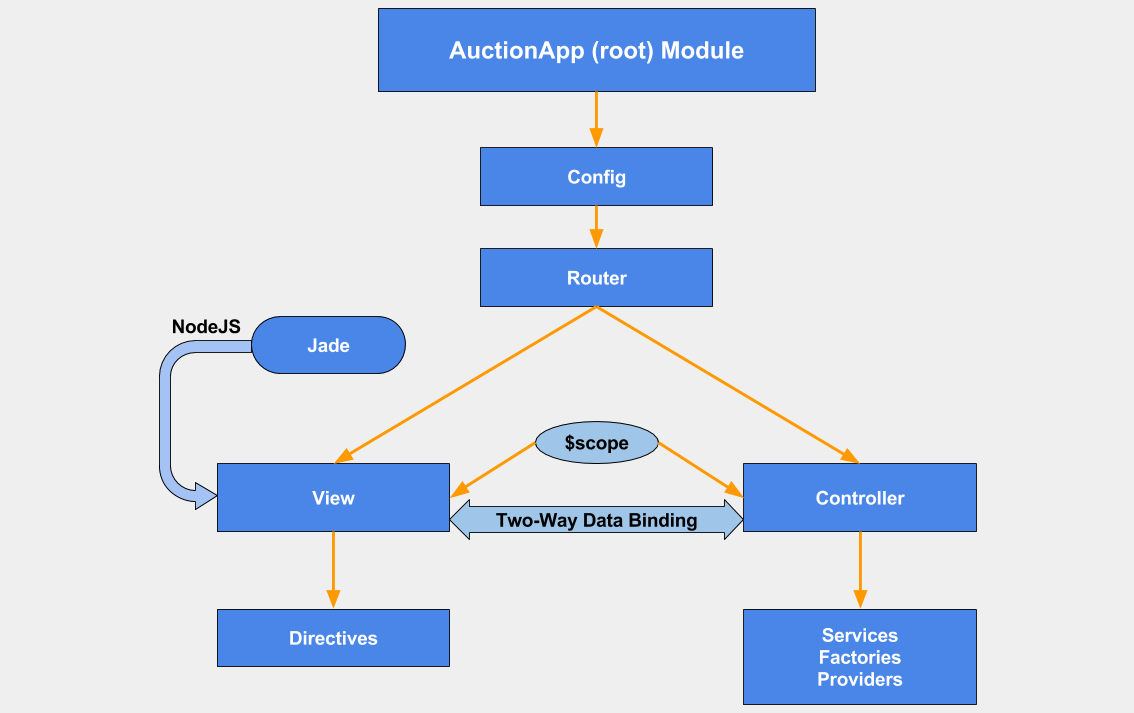 AuctionApp (root) Module
Config
Router
NodeJS
Jade
$scope
View
Controller
Two-Way Data Binding
Directives
Services
Factories
Providers